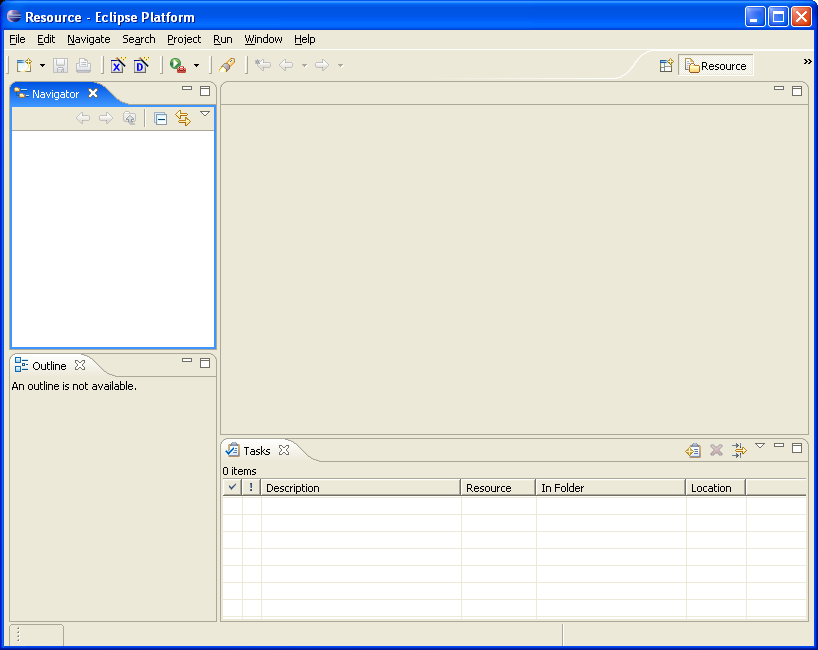 Resource - Eclipse Platform
File Edit Navigate Search Project Run Window Help
X D Resource »
Navigator
Outline
An outline is not available.
Tasks
0 items
! Description Resource In Folder Location